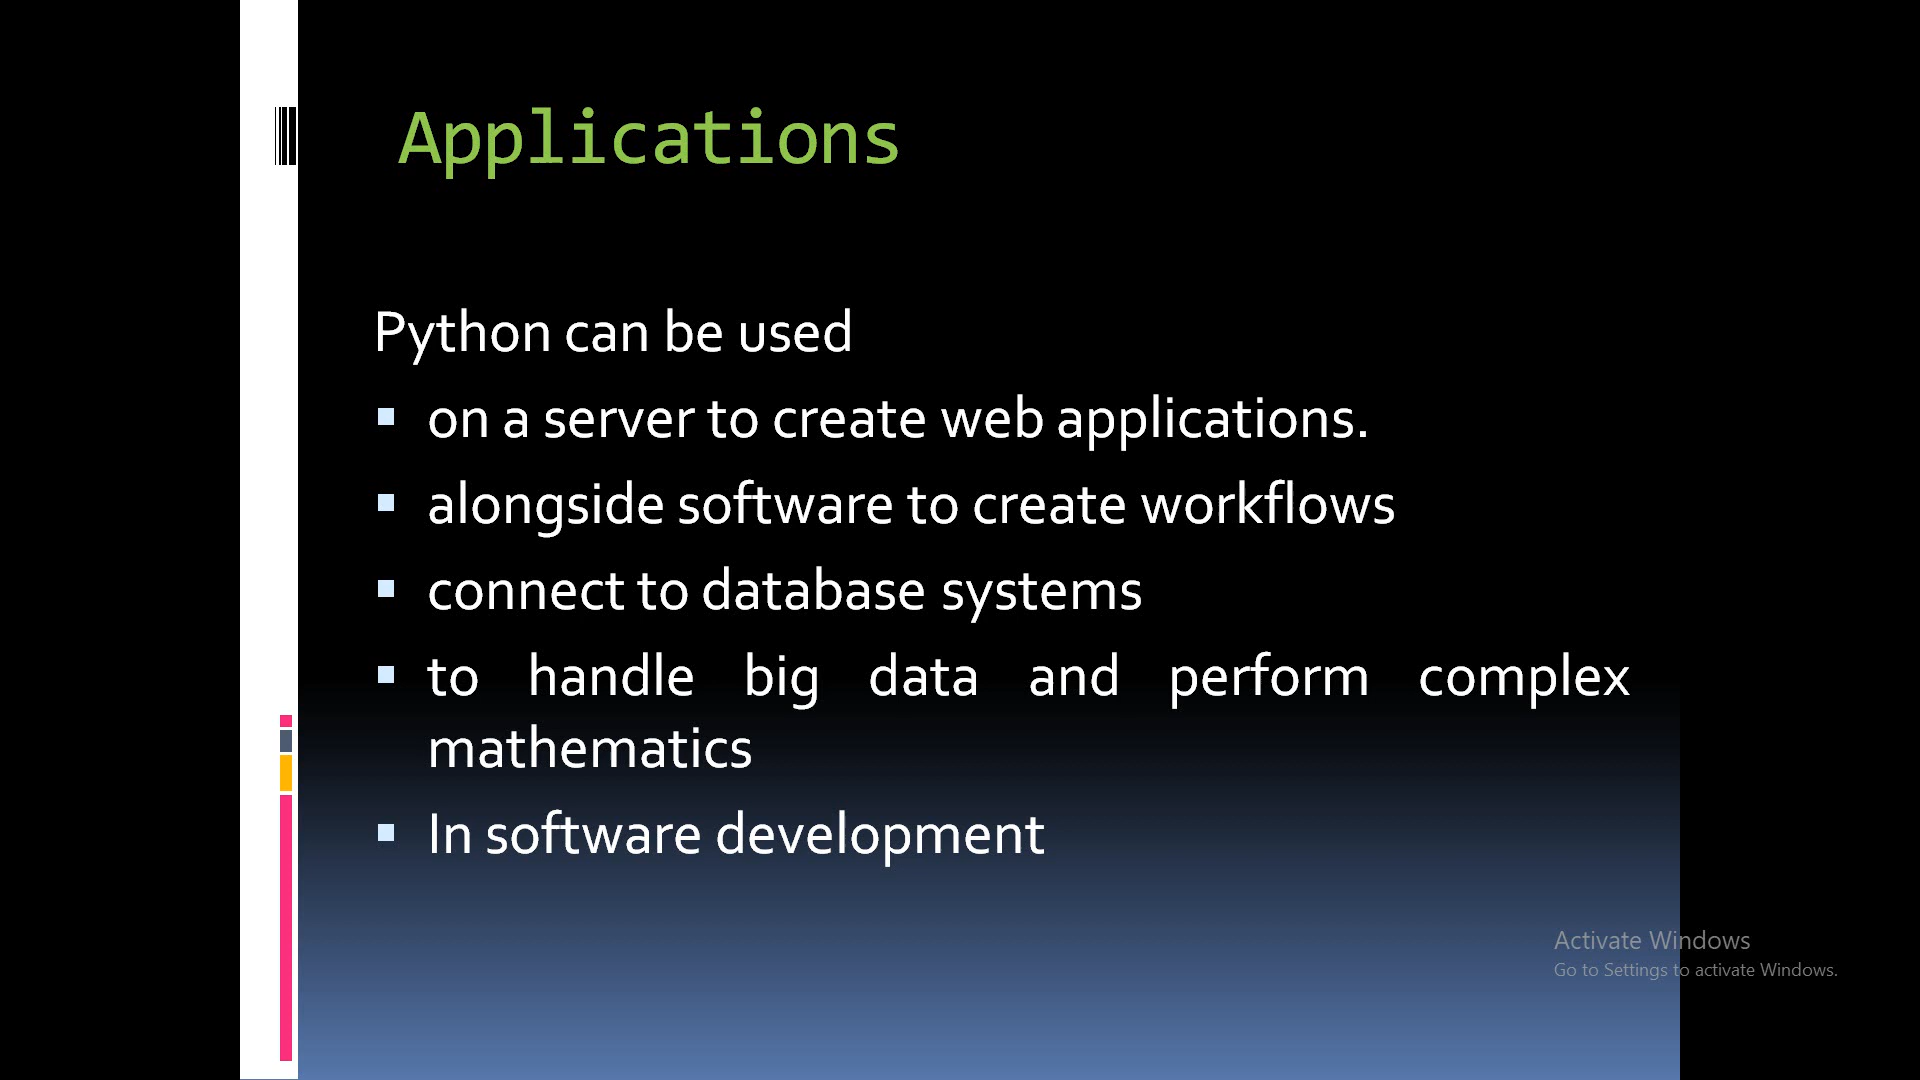 Applications
Python can be used
on a server to create web applications.
alongside software to create workflows
connect to database systems
to handle big data and perform complex
mathematics
In software development
Activate Windows
Go to Settings to activate Windows.